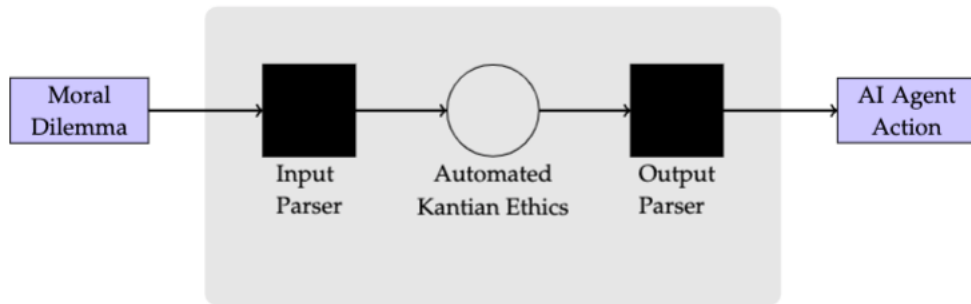 Moral
Dilemma
Input
Parser
Automated
Kantian Ethics
Output
Parser
AI Agent
Action